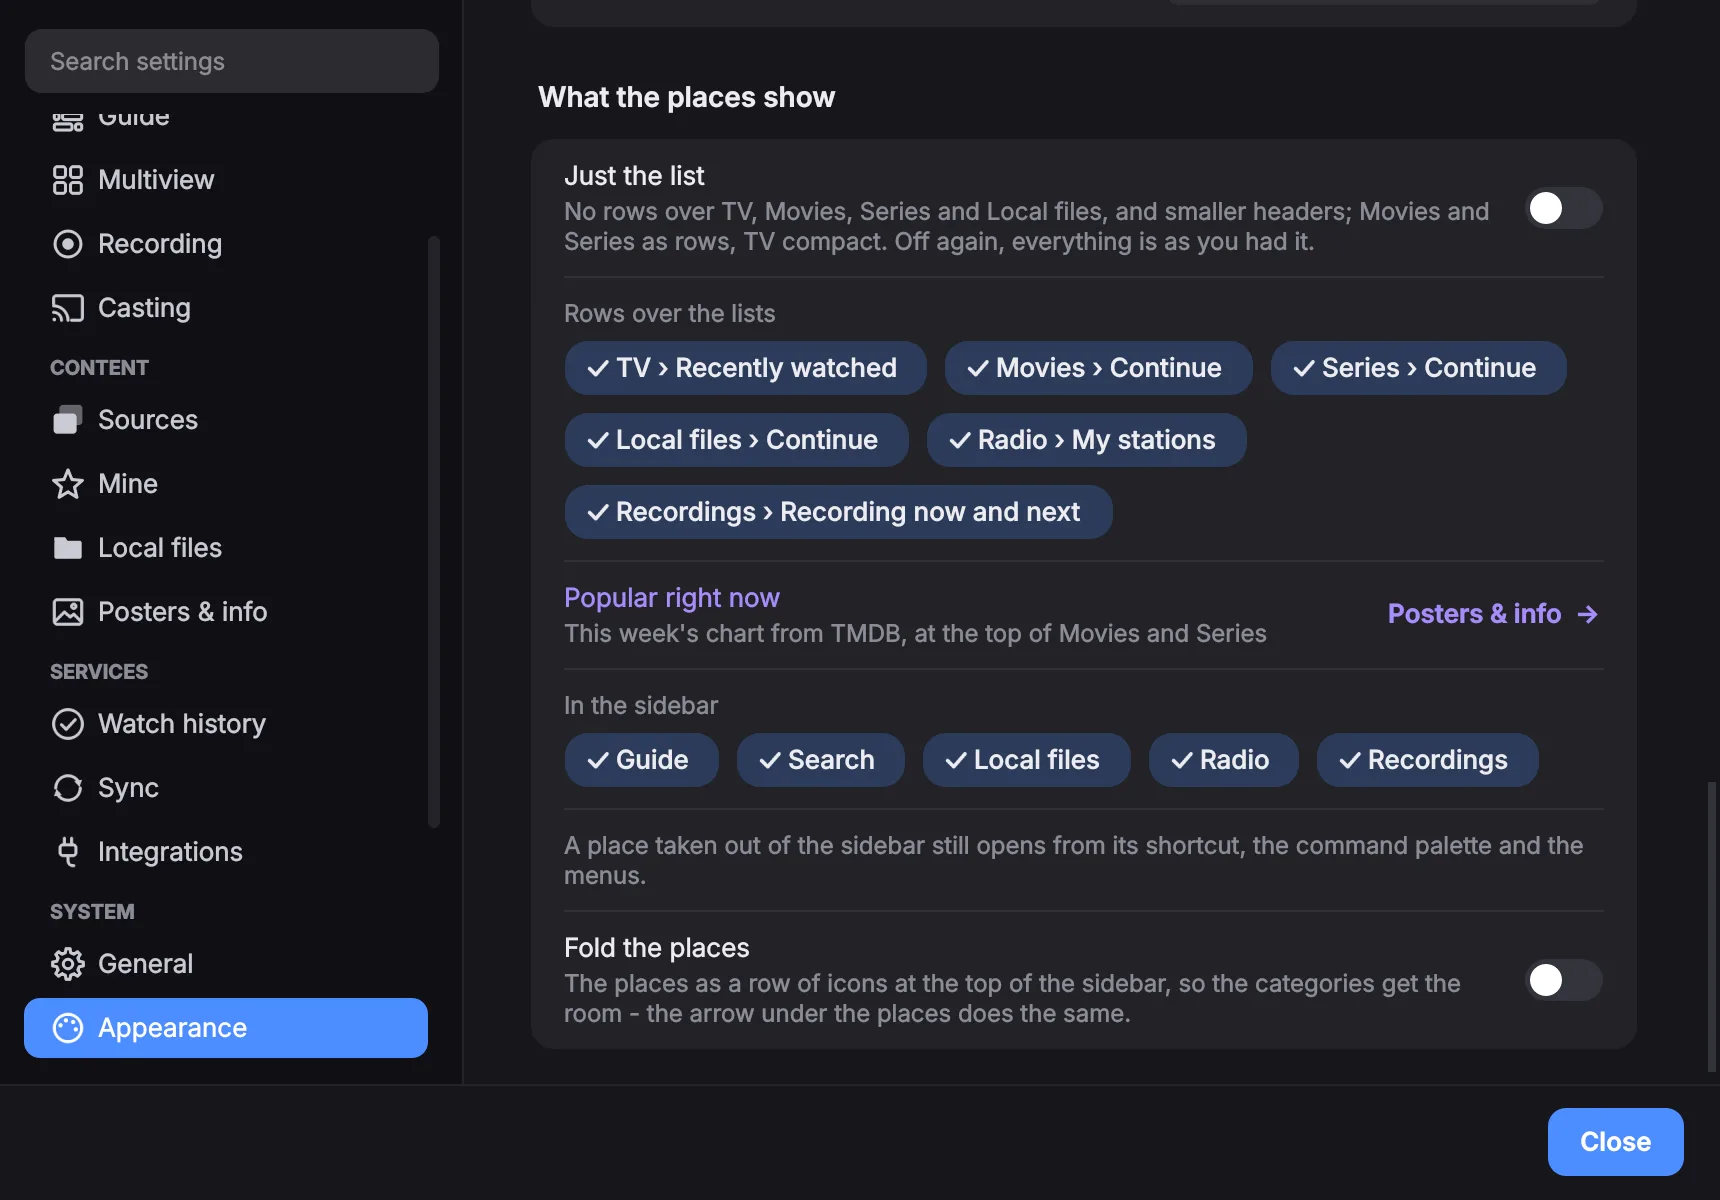 Search settings
Guide
Multiview
Recording
Casting
CONTENT
Sources
Mine
Local files
Posters & info
SERVICES
Watch history
Sync
Integrations
SYSTEM
General
Appearance
What the places show
Just the list
No rows over TV, Movies, Series and Local files, and smaller headers; Movies and
Series as rows, TV compact. Off again, everything is as you had it.
Rows over the lists
✓ TV › Recently watched
✓ Movies › Continue
✓ Series › Continue
✓ Local files › Continue
✓ Radio › My stations
✓ Recordings › Recording now and next
Popular right now
This week's chart from TMDB, at the top of Movies and Series
Posters & info →
In the sidebar
✓ Guide
✓ Search
✓ Local files
✓ Radio
✓ Recordings
A place taken out of the sidebar still opens from its shortcut, the command palette and the
menus.
Fold the places
The places as a row of icons at the top of the sidebar, so the categories get the
room - the arrow under the places does the same.
Close